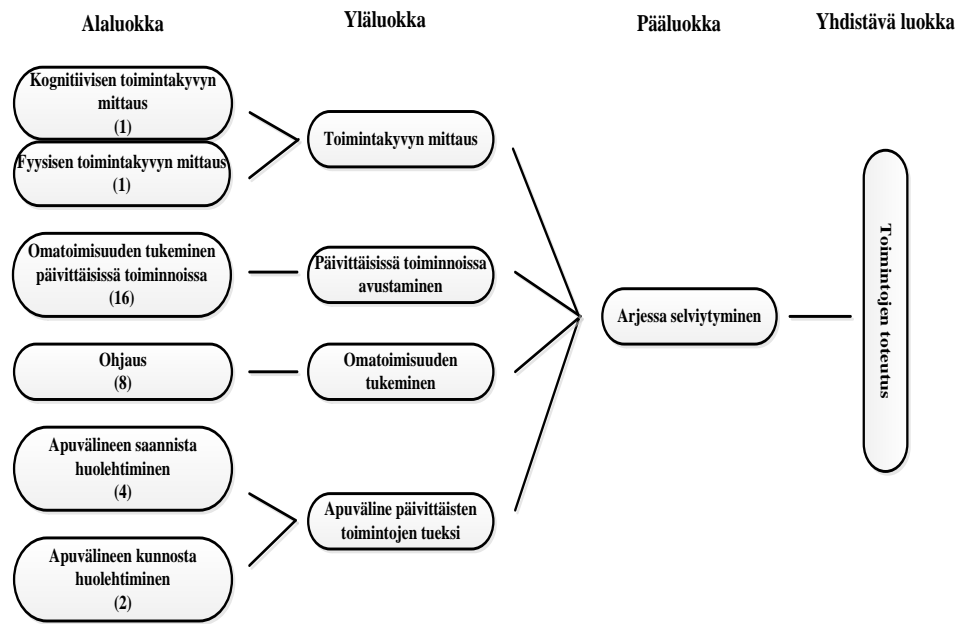 Alaluokka
Yläluokka
Pääluokka
Yhdistävä luokka
Kognitiivisen toimintakyvyn
mittaus
(1)
Fyysisen toimintakyvyn mittaus
(1)
Omatoimisuuden tukeminen
päivittäisissä toiminnoissa
(16)
Ohjaus
(8)
Apuvälineen saannista
huolehtiminen
(4)
Apuvälineen kunnosta
huolehtiminen
(2)
Toimintakyvyn mittaus
Päivittäisissä toiminnoissa
avustaminen
Omatoimisuuden
tukeminen
Apuväline päivittäisten
toimintojen tueksi
Arjessa selviytyminen
Toimintojen toteutus